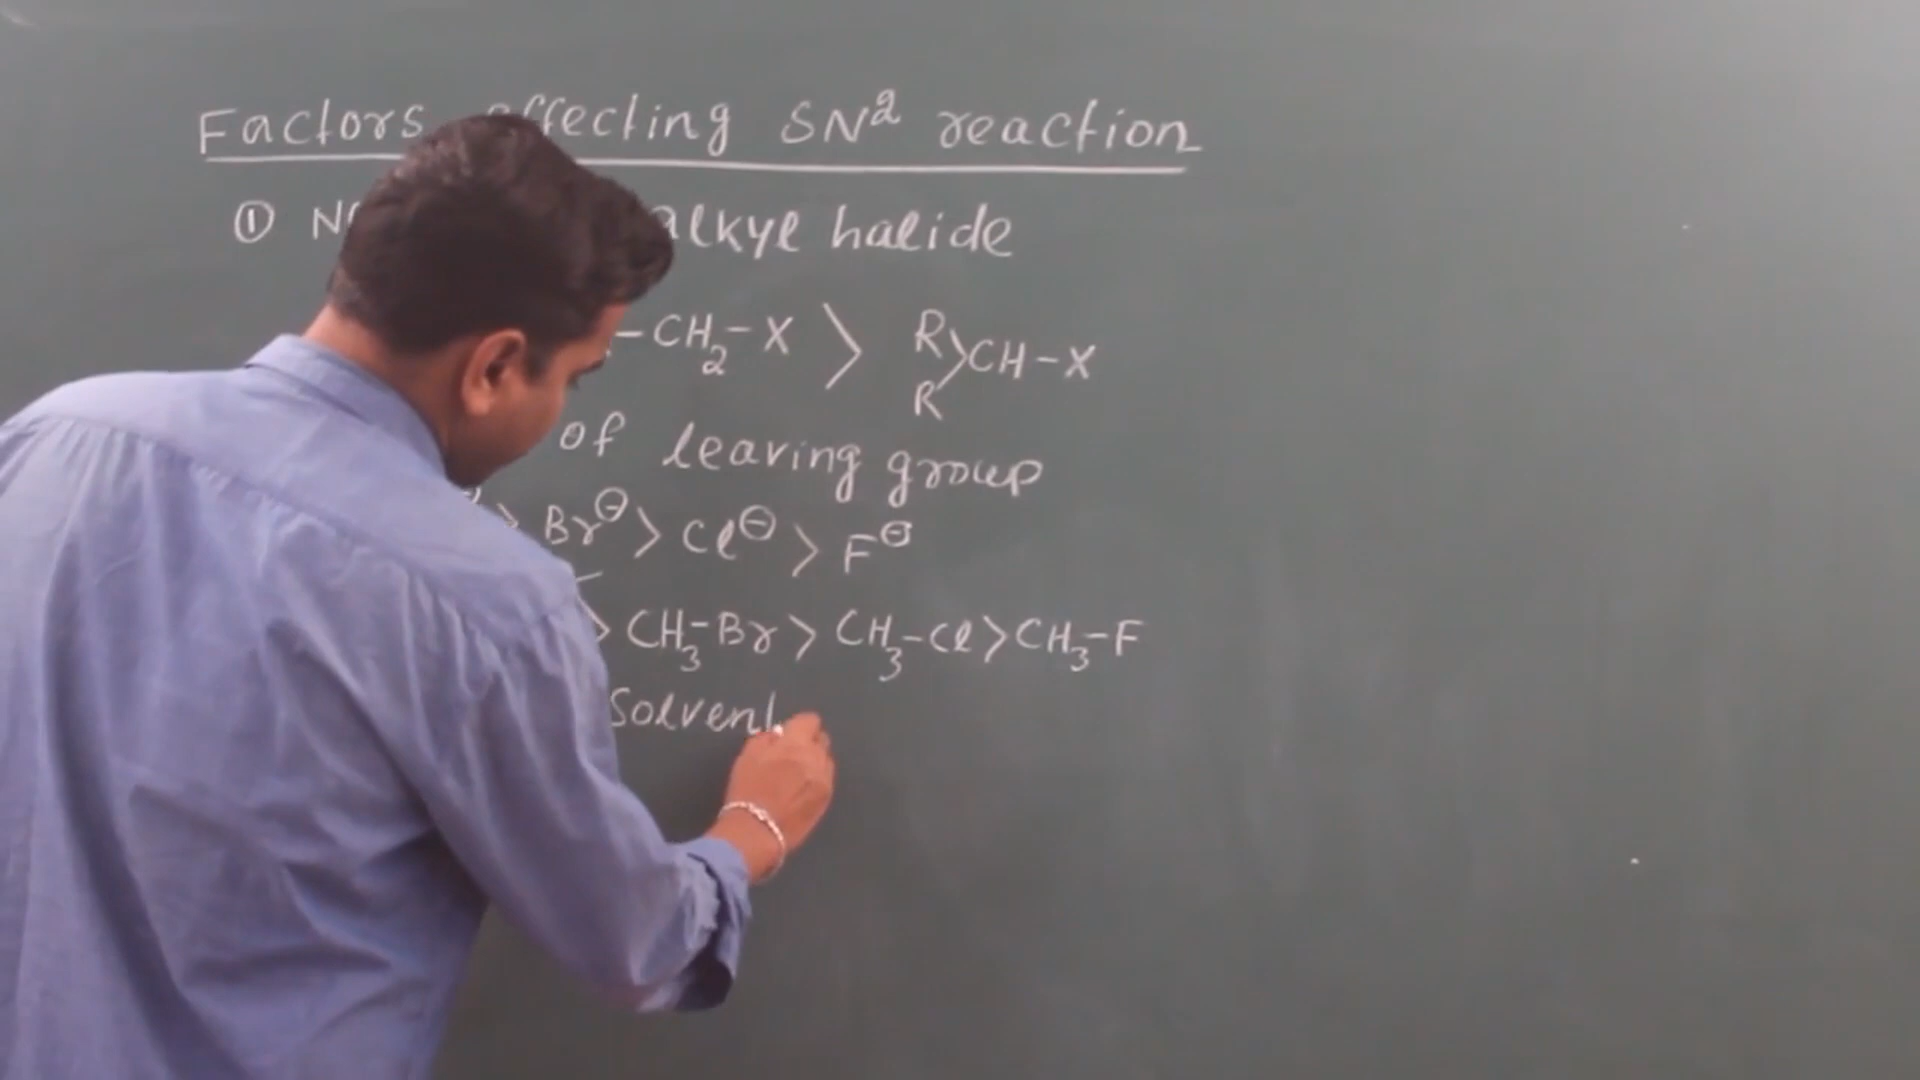 Factors affecting SN² reaction
① alkyl halide
-CH₂-X > R R >CH-X
of leaving group
> Br⊖ > Cl⊖ > F⊖
> CH₃-Br > CH₃-Cl > CH₃-F
Solvent